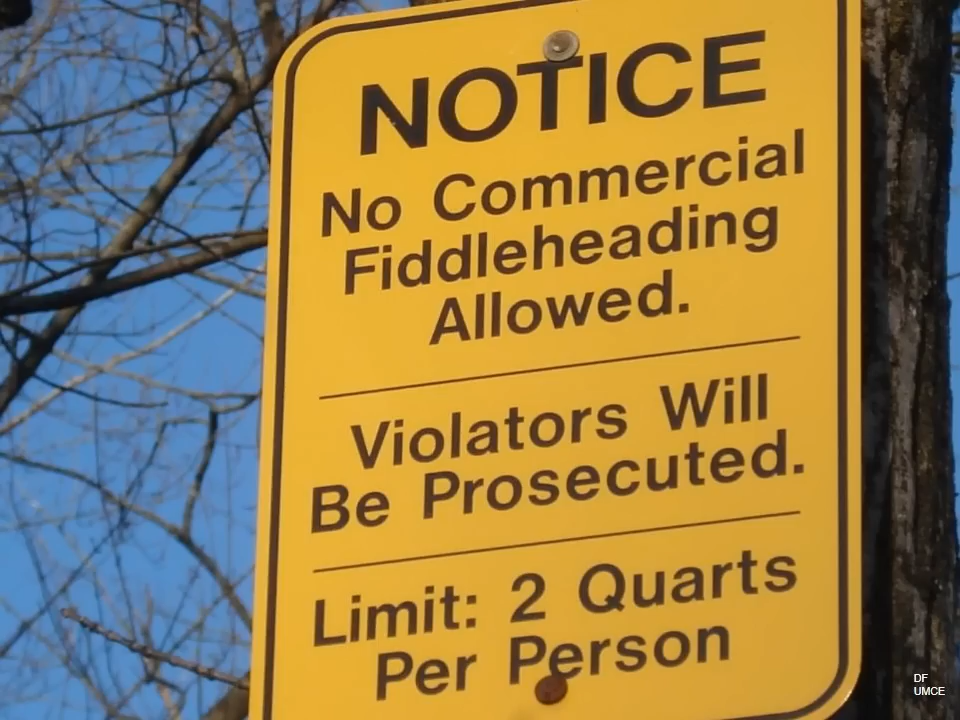 NOTICE
No Commercial
Fiddleheading
Allowed.
Violators Will
Be Prosecuted.
Limit: 2 Quarts
Per Person
DF
UMCE